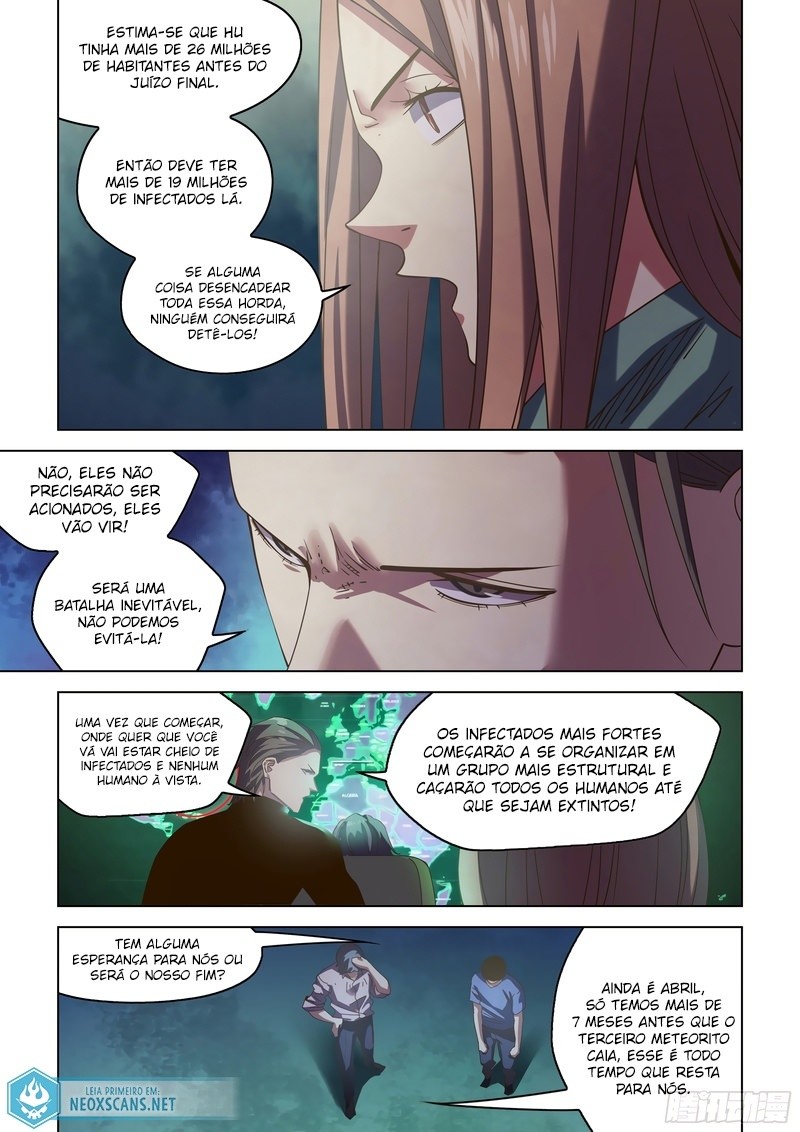 ESTIMA-SE QUE HU
TINHA MAIS DE 26 MILHÕES
DE HABITANTES ANTES DO
JUÍZO FINAL.
ENTÃO DEVE TER
MAIS DE 19 MILHÕES
DE INFECTADOS LÁ.
SE ALGUMA
COISA DESENCADEAR
TODA ESSA HORDA,
NINGUÉM CONSEGUIRÁ
DETÊ-LOS!
NÃO, ELES NÃO
PRECISARÃO SER
ACIONADOS, ELES
VÃO VIR!
SERÁ UMA
BATALHA INEVITÁVEL,
NÃO PODEMOS
EVITÁ-LA!
UMA VEZ QUE COMEÇAR,
ONDE QUER QUE VOCÊ
VÁ VAI ESTAR CHEIO DE
INFECTADOS E NENHUM
HUMANO À VISTA.
OS INFECTADOS MAIS FORTES
COMEÇARÃO A SE ORGANIZAR EM
UM GRUPO MAIS ESTRUTURAL E
CAÇARÃO TODOS OS HUMANOS ATÉ
QUE SEJAM EXTINTOS!
TEM ALGUMA
ESPERANÇA PARA NÓS OU
SERÁ O NOSSO FIM?
AINDA É ABRIL,
SÓ TEMOS MAIS DE
7 MESES ANTES QUE O
TERCEIRO METEORITO
CAIA, ESSE É TODO
TEMPO QUE RESTA
PARA NÓS.
LEIA PRIMEIRO EM:
NEOXSCANS.NET
腾讯动漫